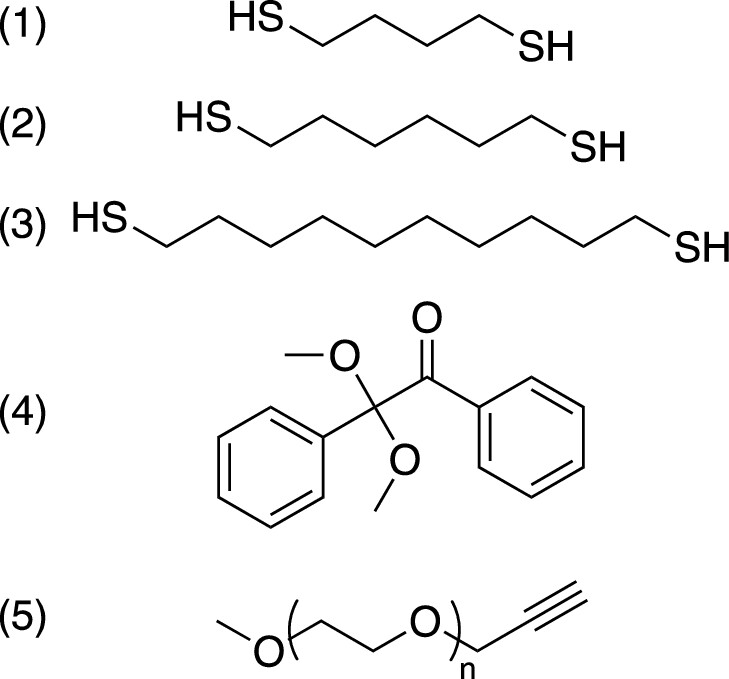 (1) HS SH
(2) HS SH
(3) HS SH
O
O
(4)
O
(5) O O n